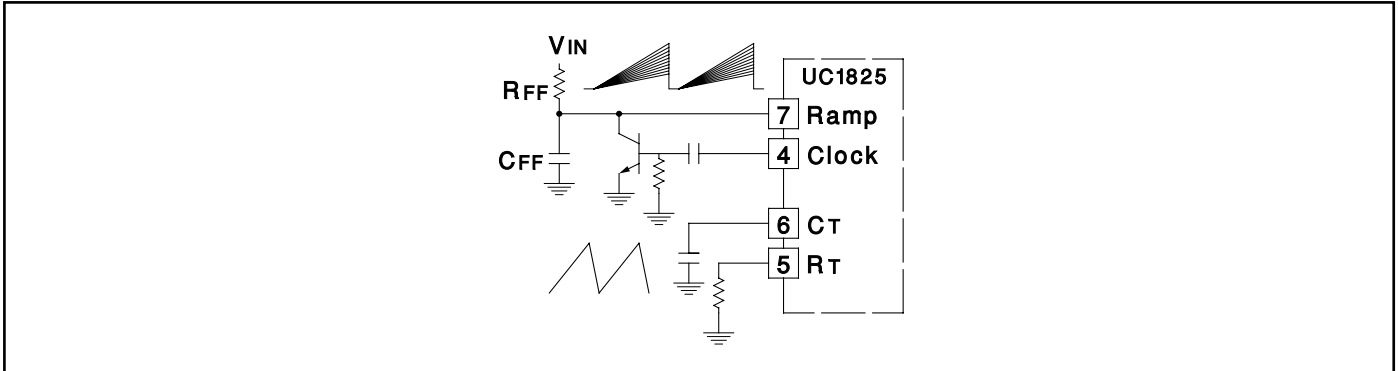 VIN
UC1825
RFF
7 Ramp
CFF
4 Clock
6 CT
5 RT